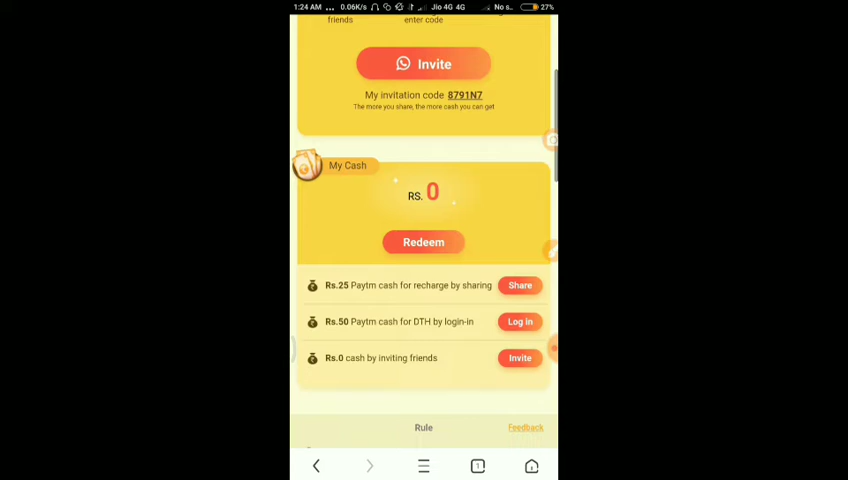 1:24 AM ... 0.06K/s Jio 4G 4G No s... 27%
friends enter code
Invite
My invitation code 8791N7
The more you share, the more cash you can get
My Cash
RS. 0
Redeem
Rs.25 Paytm cash for recharge by sharing Share
Rs.50 Paytm cash for DTH by login-in Log in
Rs.0 cash by inviting friends Invite
Rule Feedback
1